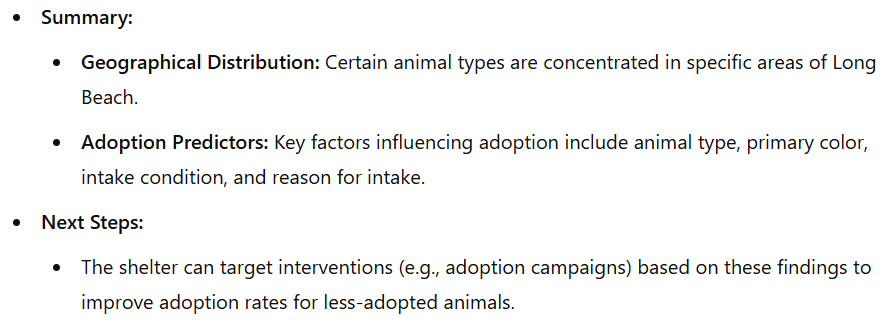 • Summary:
• Geographical Distribution: Certain animal types are concentrated in specific areas of Long
Beach.
• Adoption Predictors: Key factors influencing adoption include animal type, primary color,
intake condition, and reason for intake.
• Next Steps:
• The shelter can target interventions (e.g., adoption campaigns) based on these findings to
improve adoption rates for less-adopted animals.